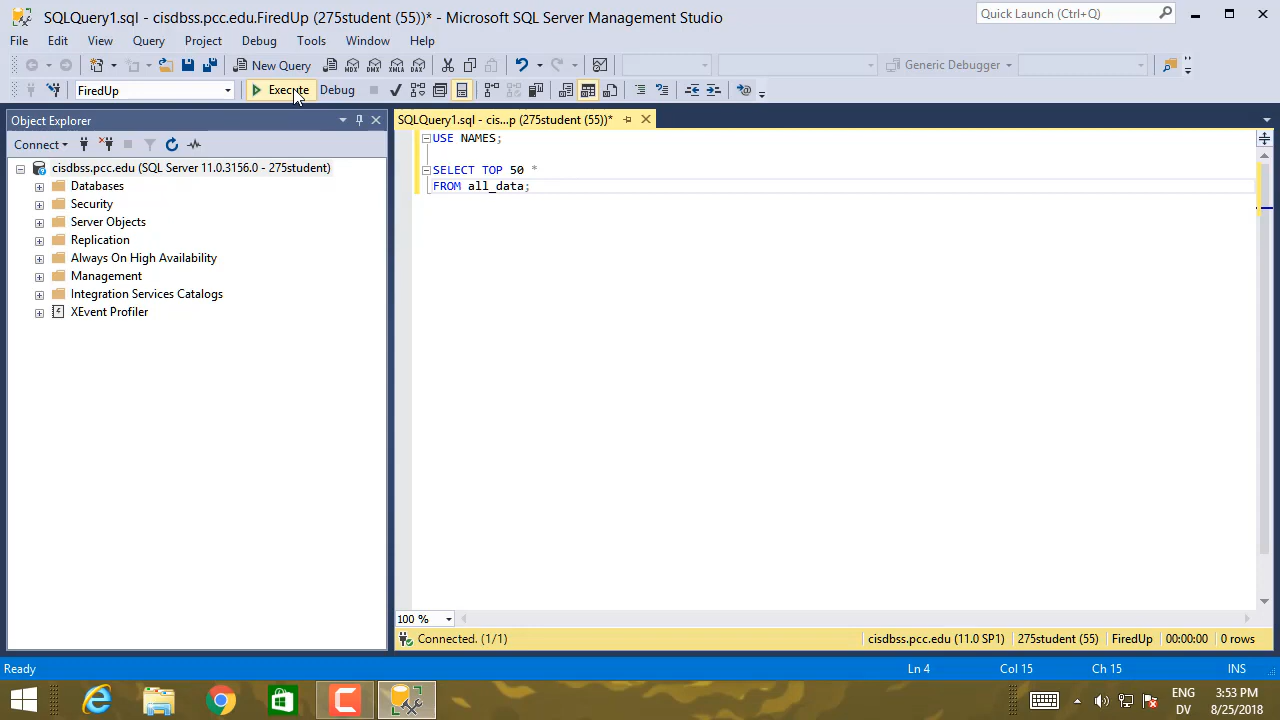 SQLQuery1.sql - cisdbss.pcc.edu.FiredUp (275student (55))* - Microsoft SQL Server Management Studio
Quick Launch (Ctrl+Q)
File Edit View Query Project Debug Tools Window Help
New Query
MDX DMX XMLA DAX
Generic Debugger
FiredUp
Execute Debug
Object Explorer
SQLQuery1.sql - cis...p (275student (55))*
Connect
cisdbss.pcc.edu (SQL Server 11.0.3156.0 - 275student)
Databases
Security
Server Objects
Replication
Always On High Availability
Management
Integration Services Catalogs
XEvent Profiler
USE NAMES;
SELECT TOP 50 *
FROM all_data;
100 %
Connected. (1/1)
cisdbss.pcc.edu (11.0 SP1) 275student (55) FiredUp 00:00:00 0 rows
Ready
Ln 4 Col 15 Ch 15 INS
ENG 3:53 PM
DV 8/25/2018